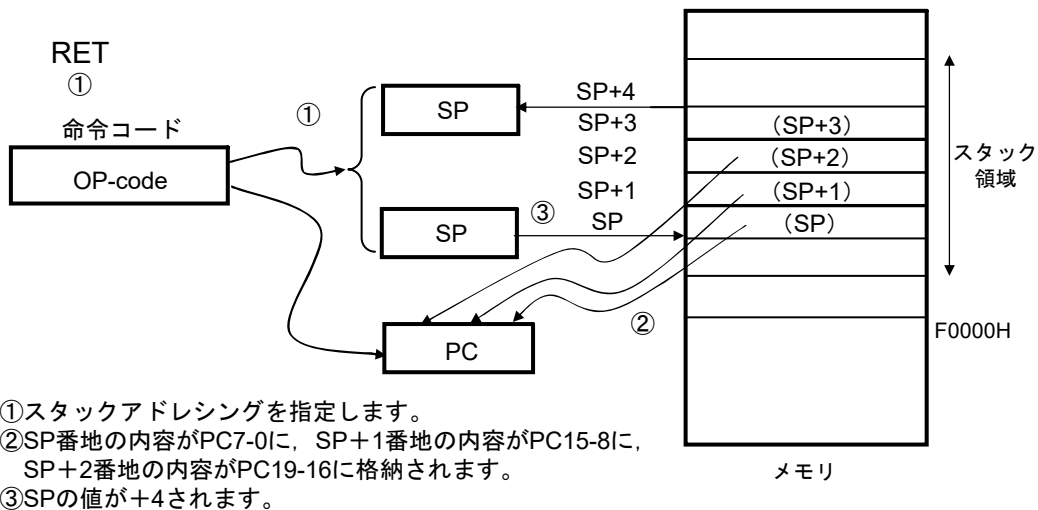 RET
①
命令コード
OP-code
①
SP
SP
③
PC
②
SP+4
SP+3
SP+2
SP+1
SP
（SP+3）
（SP+2）
（SP+1）
（SP）
スタック
領域
F0000H
メモリ
①スタックアドレシングを指定します。
②SP番地の内容がPC7-0に，SP＋1番地の内容がPC15-8に，
SP＋2番地の内容がPC19-16に格納されます。
③SPの値が＋4されます。